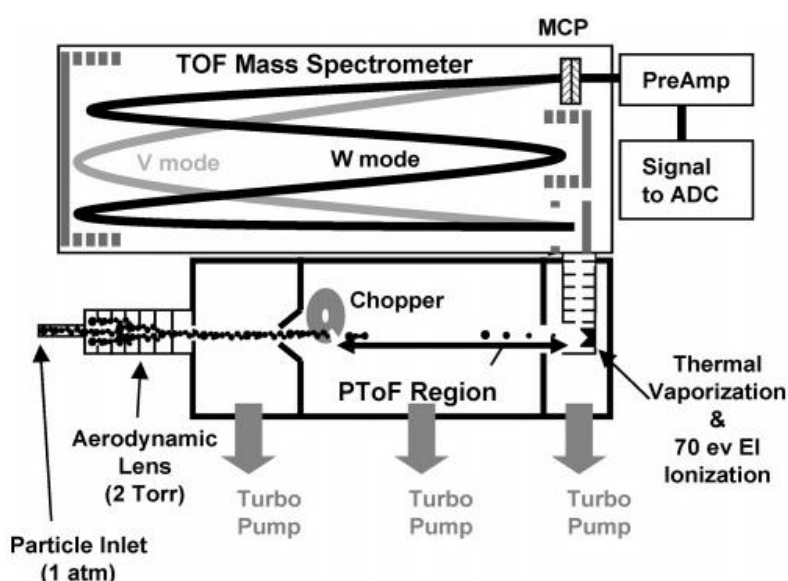 MCP
TOF Mass Spectrometer
PreAmp
V mode
W mode
Signal
to ADC
Chopper
PToF Region
Thermal
Vaporization
&
70 ev EI
Ionization
Aerodynamic
Lens
(2 Torr)
Particle Inlet
(1 atm)
Turbo
Pump
Turbo
Pump
Turbo
Pump